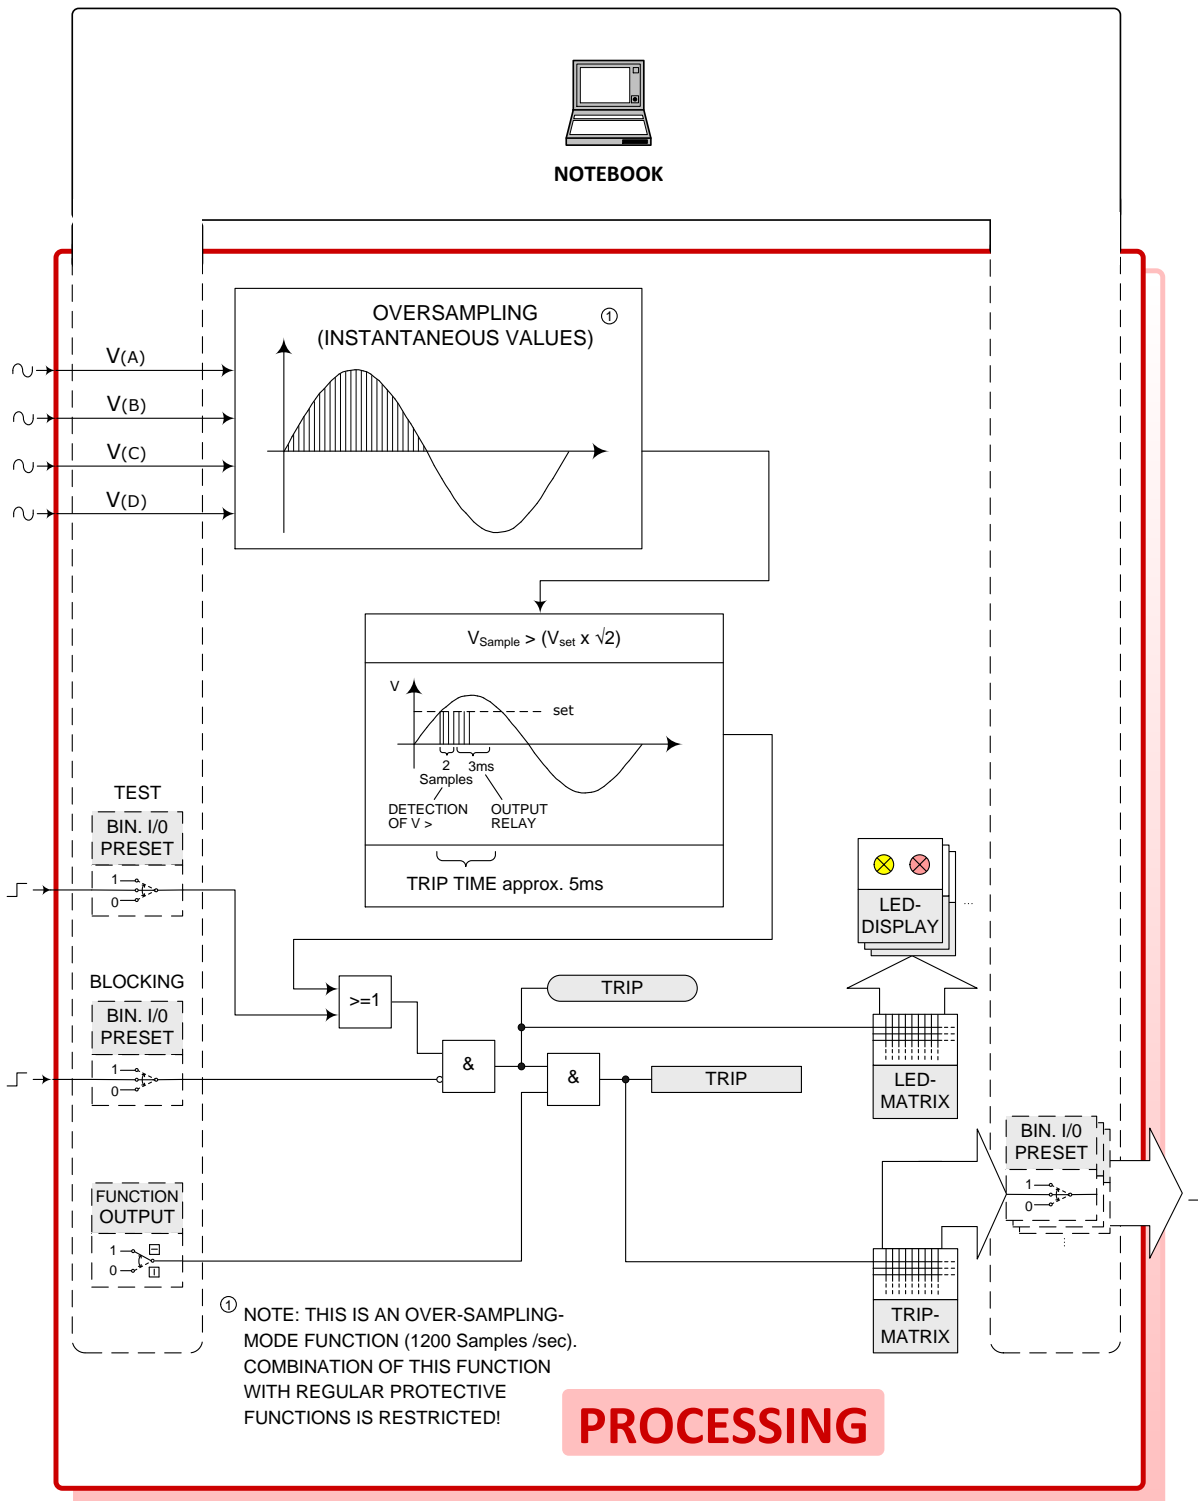 NOTEBOOK
OVERSAMPLING
(INSTANTANEOUS VALUES)
1
V(A)
V(B)
V(C)
V(D)
VSample > (Vset x √2)
V
set
2
Samples
3ms
DETECTION
OF V >
OUTPUT
RELAY
TRIP TIME approx. 5ms
TEST
BIN. I/0
PRESET
1
0
LED-
DISPLAY
...
BLOCKING
BIN. I/0
PRESET
1
0
>=1
TRIP
&
&
TRIP
LED-
MATRIX
BIN. I/0
PRESET
1
0
...
FUNCTION
OUTPUT
1
0
TRIP-
MATRIX
1 NOTE: THIS IS AN OVER-SAMPLING-
MODE FUNCTION (1200 Samples /sec).
COMBINATION OF THIS FUNCTION
WITH REGULAR PROTECTIVE
FUNCTIONS IS RESTRICTED!
PROCESSING